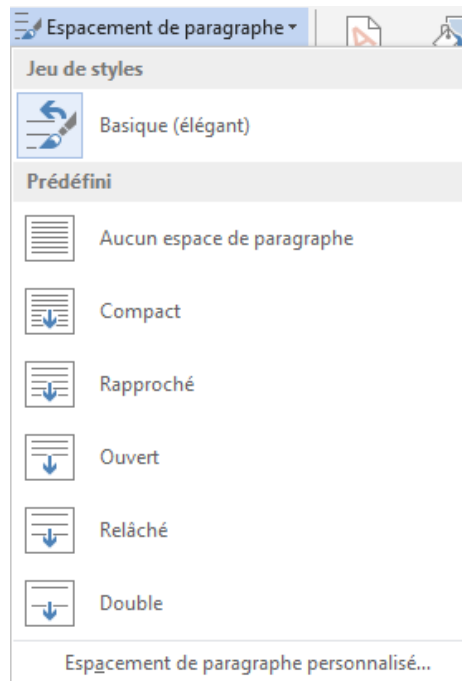 Espacement de paragraphe
Jeu de styles
Basique (élégant)
Prédéfini
Aucun espace de paragraphe
Compact
Rapproché
Ouvert
Relâché
Double
Espacement de paragraphe personnalisé...